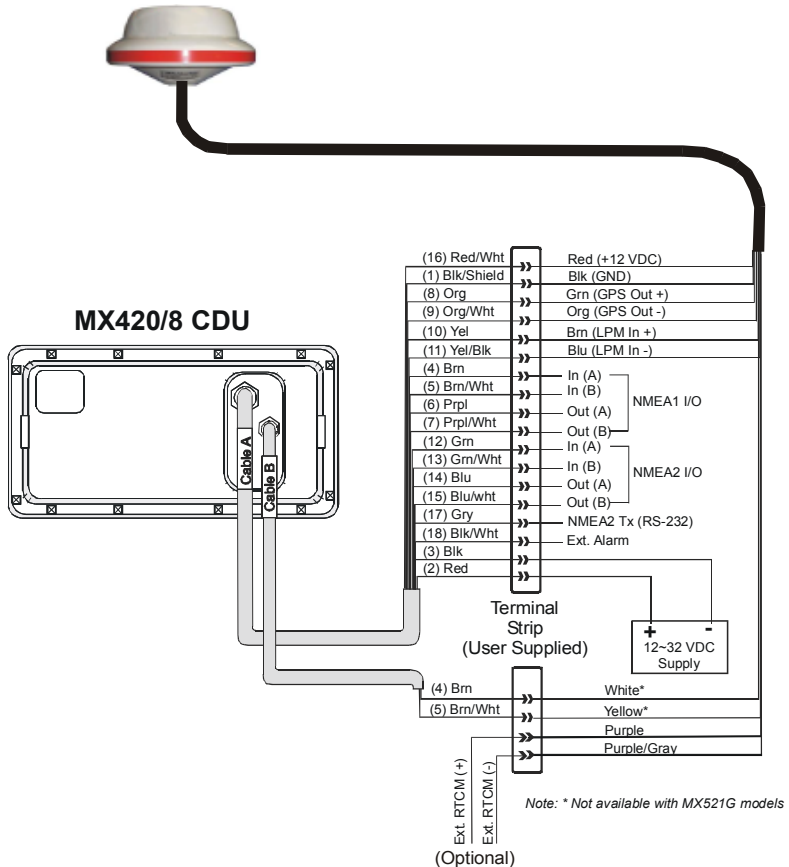 (16) Red/Wht
Red (+12 VDC)
(1) Blk/Shield
Blk (GND)
(8) Org
Grn (GPS Out +)
(9) Org/Wht
Org (GPS Out -)
(10) Yel
Brn (LPM In +)
(11) Yel/Blk
Blu (LPM In -)
MX420/8 CDU
(4) Brn
In (A)
(5) Brn/Wht
In (B)
(6) Prpl
Out (A)
(7) Prpl/Wht
Out (B)
NMEA1 I/O
(12) Grn
In (A)
(13) Grn/Wht
In (B)
(14) Blu
Out (A)
(15) Blu/wht
Out (B)
NMEA2 I/O
(17) Gry
NMEA2 Tx (RS-232)
(18) Blk/Wht
Ext. Alarm
(3) Blk
(2) Red
Cable A
Cable B
Terminal
Strip
(User Supplied)
+ -
12~32 VDC
Supply
(4) Brn
White*
(5) Brn/Wht
Yellow*
Purple
Purple/Gray
Ext. RTCM (+)
Ext. RTCM (-)
(Optional)
Note: * Not available with MX521G models